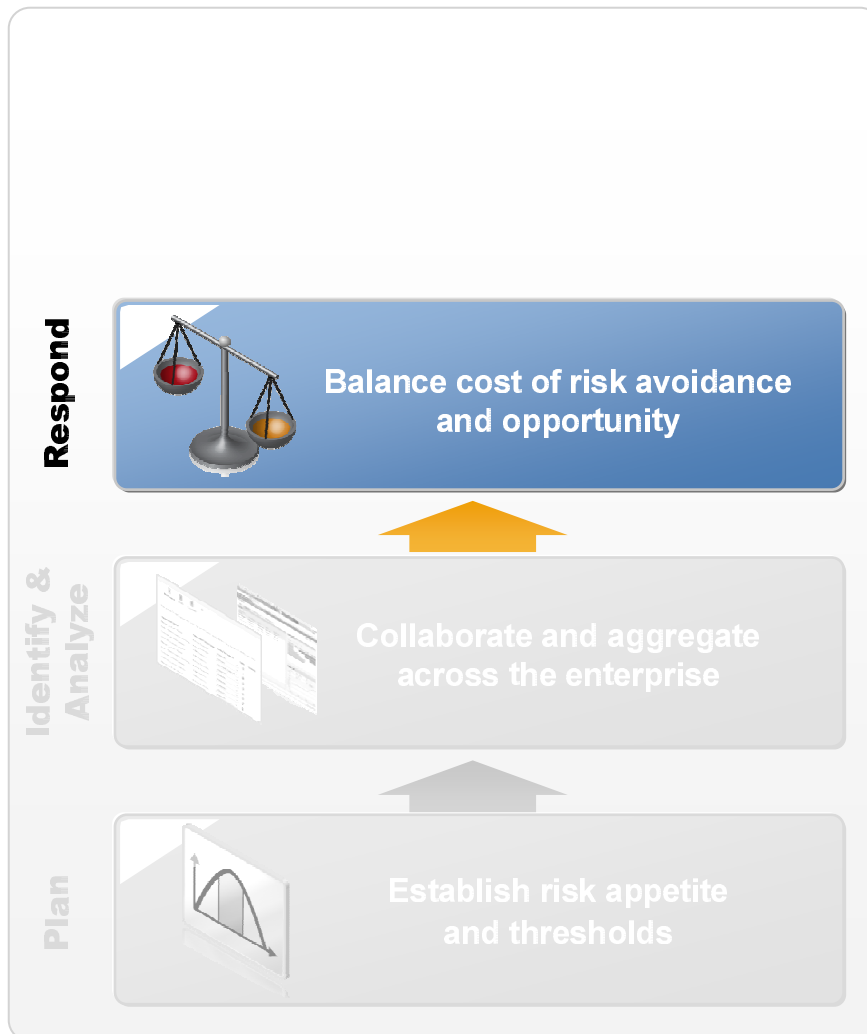 Respond
Balance cost of risk avoidance
and opportunity
Identify &
Analyze
Collaborate and aggregate
across the enterprise
Plan
Establish risk appetite
and thresholds